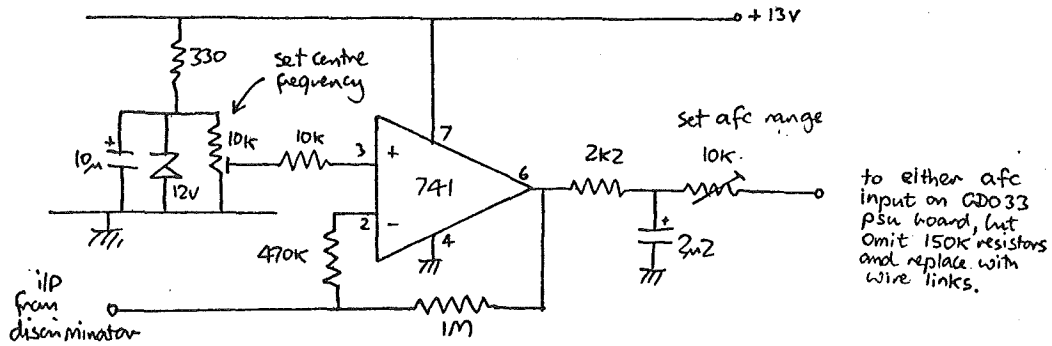 + 13v
330
set centre
frequency
set afc range
10K
10K
7
3
+
2K2
10K
10μ
+
12v
741
6
2
-
4
+
2μ2
470K
to either afc
input on GDO33
psu board, but
omit 150K resistors
and replace with
wire links.
i/P
from
discriminator
1M